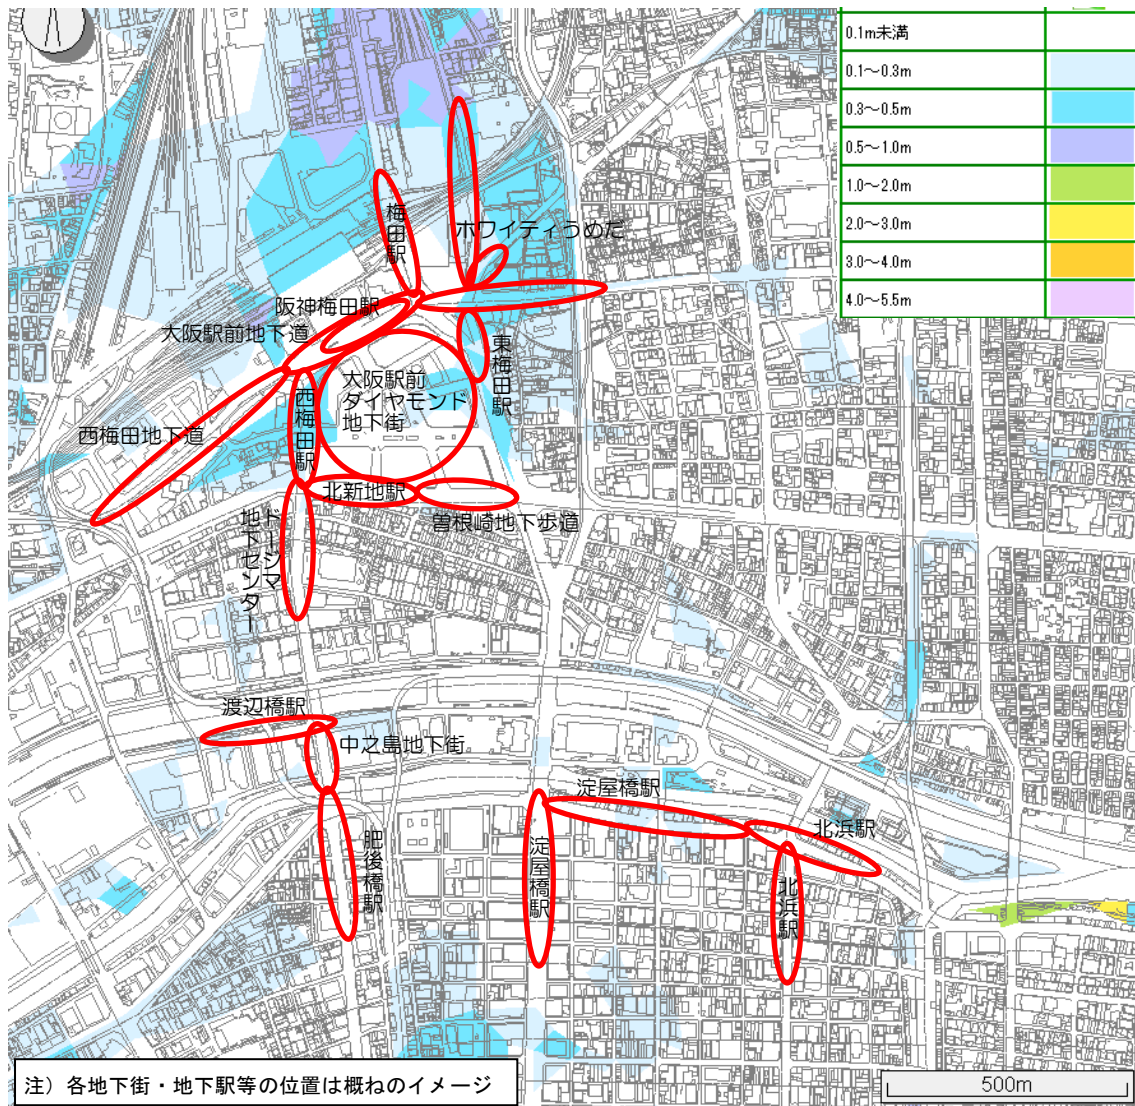 0.1m未満
0.1～0.3m
0.3～0.5m
0.5～1.0m
1.0～2.0m
2.0～3.0m
3.0～4.0m
4.0～5.5m
梅田駅
ホワイティうめだ
阪神梅田駅
大阪駅前地下道
東梅田駅
大阪駅前
ダイヤモンド
地下街
西梅田駅
西梅田地下道
北新地駅
曽根崎地下歩道
ドージマ
地下センター
渡辺橋駅
中之島地下街
淀屋橋駅
北浜駅
肥後橋駅
淀屋橋駅
北浜駅
注）各地下街・地下駅等の位置は概ねのイメージ
500m